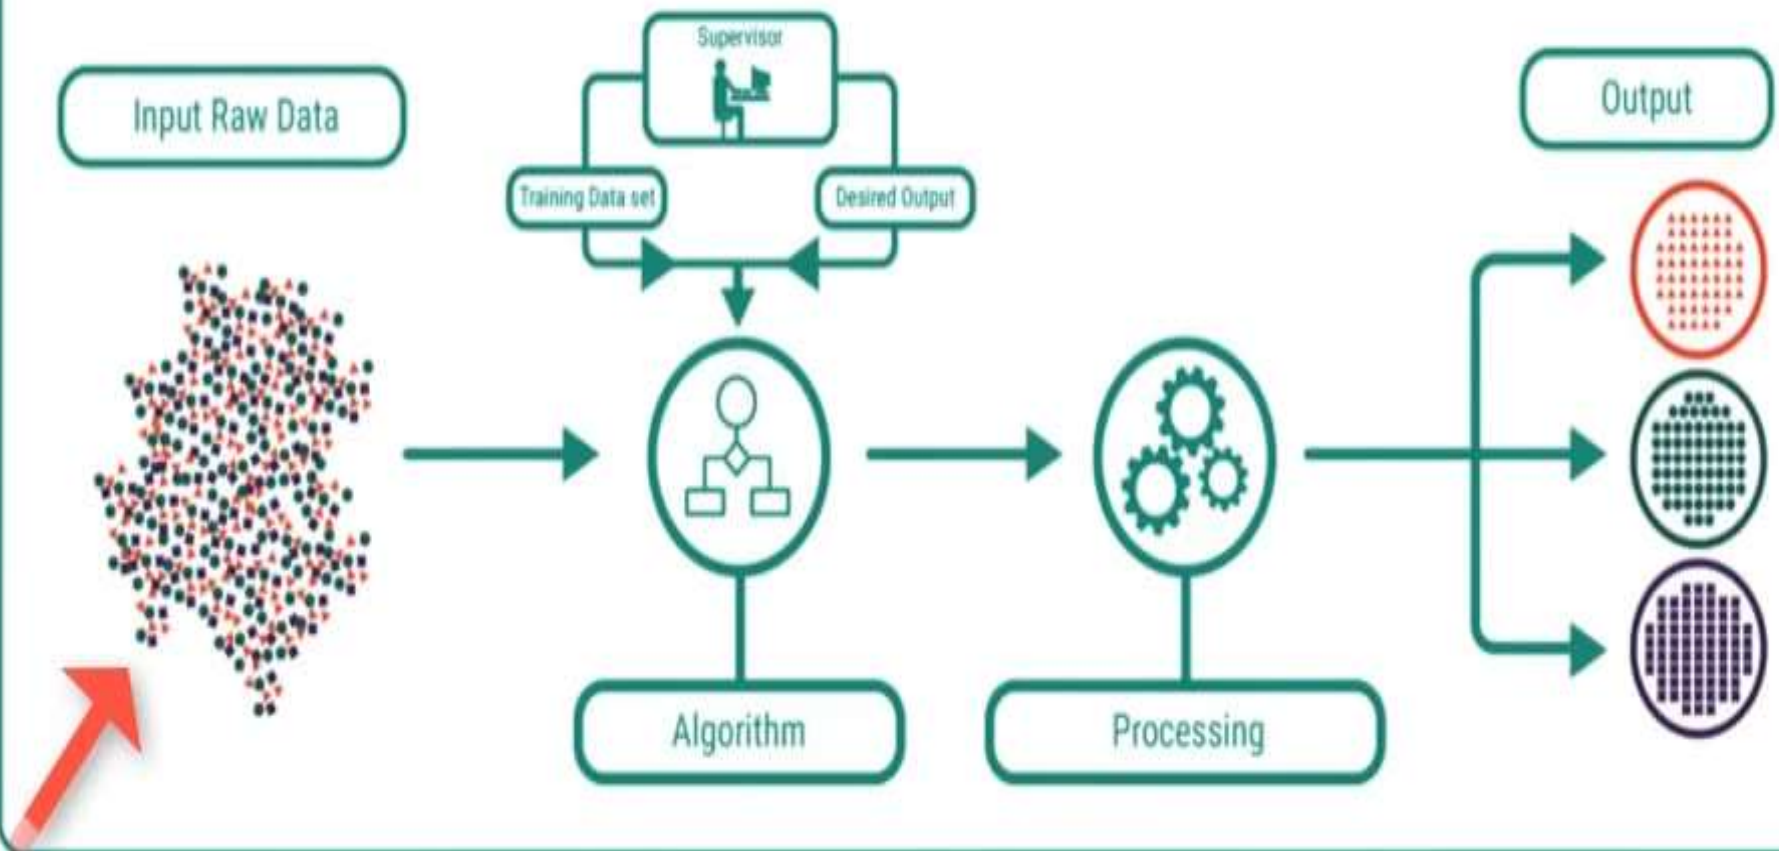 Input Raw Data
Supervisor
Training Data set
Desired Output
Algorithm
Processing
Output